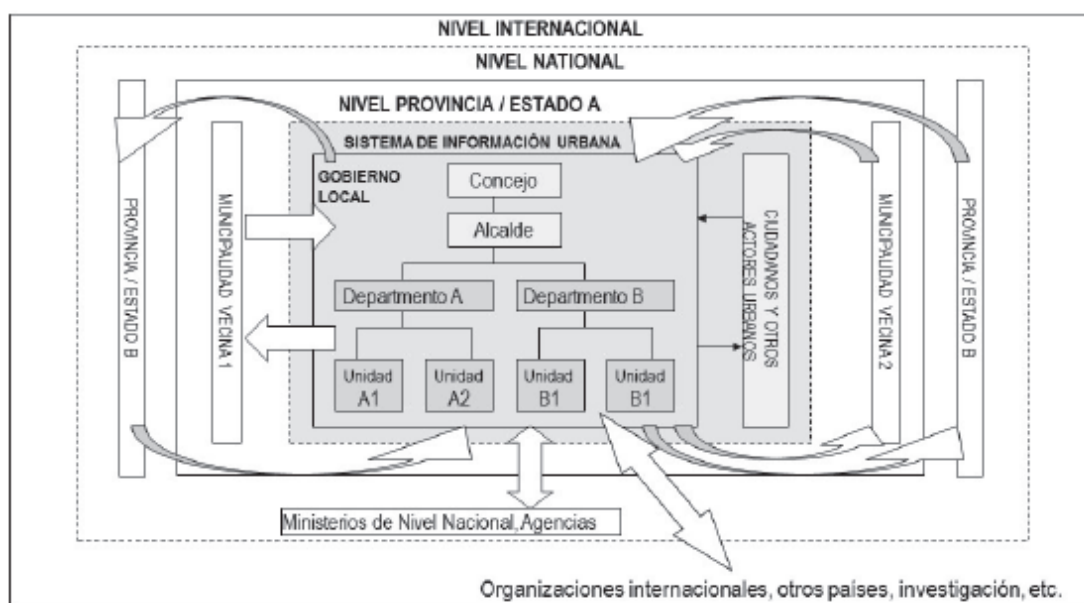 NIVEL INTERNACIONAL
NIVEL NATIONAL
NIVEL PROVINCIA / ESTADO A
SISTEMA DE INFORMACIÓN URBANA
GOBIERNO
LOCAL
Concejo
Alcalde
Departmento A
Departmento B
Unidad
A1
Unidad
A2
Unidad
B1
Unidad
B1
PROVINCIA / ESTADO B
MUNICIPALIDAD VECINA 1
CIUDADANOS Y OTROS
ACTORES URBANOS
MUNICIPALIDAD VECINA 2
PROVINCIA / ESTADO B
Ministerios de Nivel Nacional, Agencias
Organizaciones internacionales, otros países, investigación, etc.